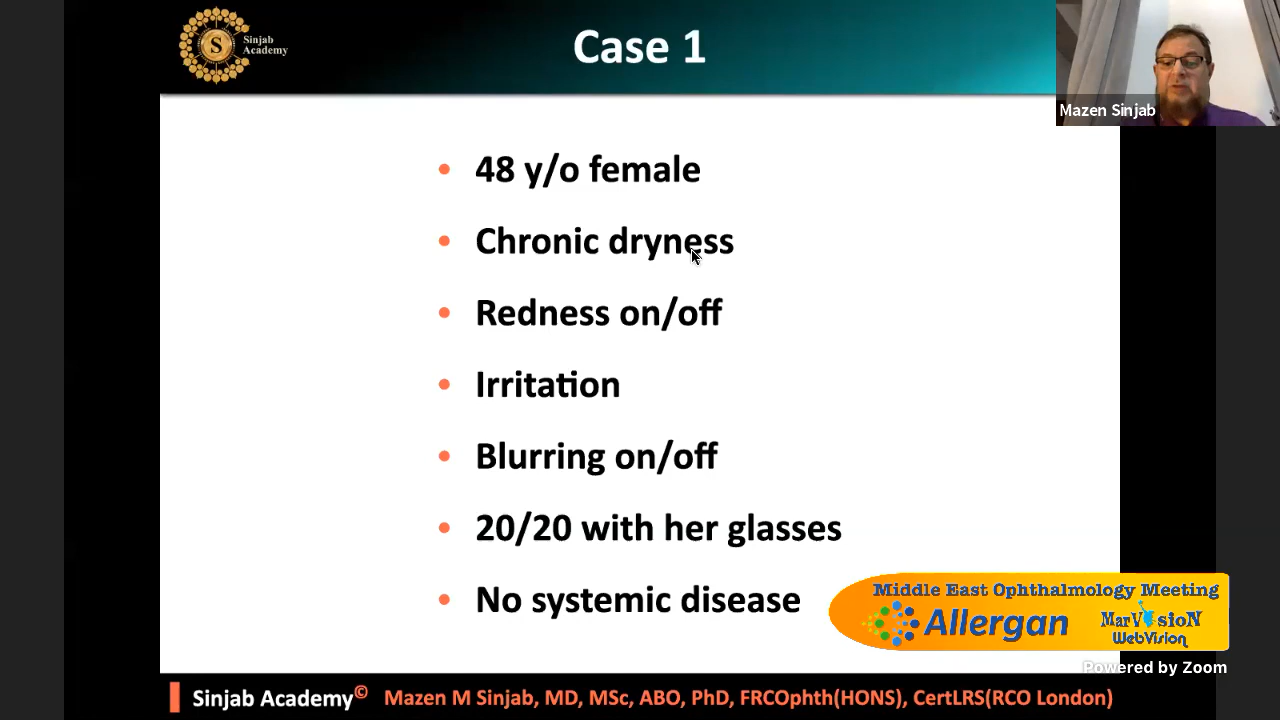 S
Sinjab
Academy
Case 1
Mazen Sinjab
• 48 y/o female
• Chronic dryness
• Redness on/off
• Irritation
• Blurring on/off
• 20/20 with her glasses
• No systemic disease
Middle East Ophthalmology Meeting
Allergan
MarVision
WebVision
Powered by Zoom
Sinjab Academy© Mazen M Sinjab, MD, MSc, ABO, PhD, FRCOphth(HONS), CertLRS(RCO London)